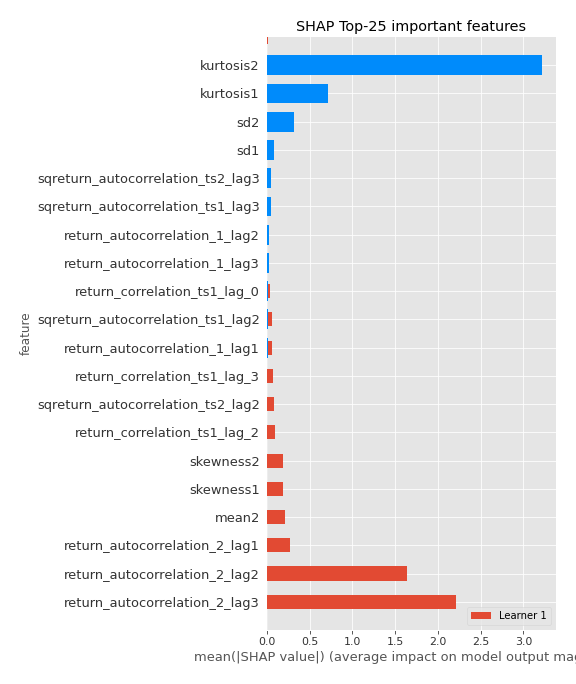 SHAP Top-25 important features
kurtosis2
kurtosis1
sd2
sd1
sqreturn_autocorrelation_ts2_lag3
sqreturn_autocorrelation_ts1_lag3
return_autocorrelation_1_lag2
return_autocorrelation_1_lag3
return_correlation_ts1_lag_0
sqreturn_autocorrelation_ts1_lag2
return_autocorrelation_1_lag1
return_correlation_ts1_lag_3
sqreturn_autocorrelation_ts2_lag2
return_correlation_ts1_lag_2
skewness2
skewness1
mean2
return_autocorrelation_2_lag1
return_autocorrelation_2_lag2
return_autocorrelation_2_lag3
feature
Learner 1
0.0 0.5 1.0 1.5 2.0 2.5 3.0
mean(|SHAP value|) (average impact on model output mag